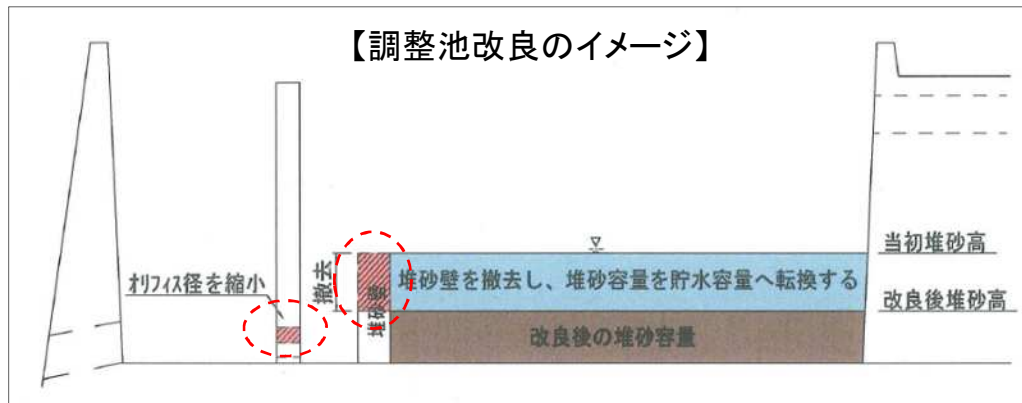 【調整池改良のイメージ】
当初堆砂高
オリフィス径を縮小
撤去
堆砂壁
堆砂壁を撤去し、堆砂容量を貯水容量へ転換する
改良後堆砂高
改良後の堆砂容量